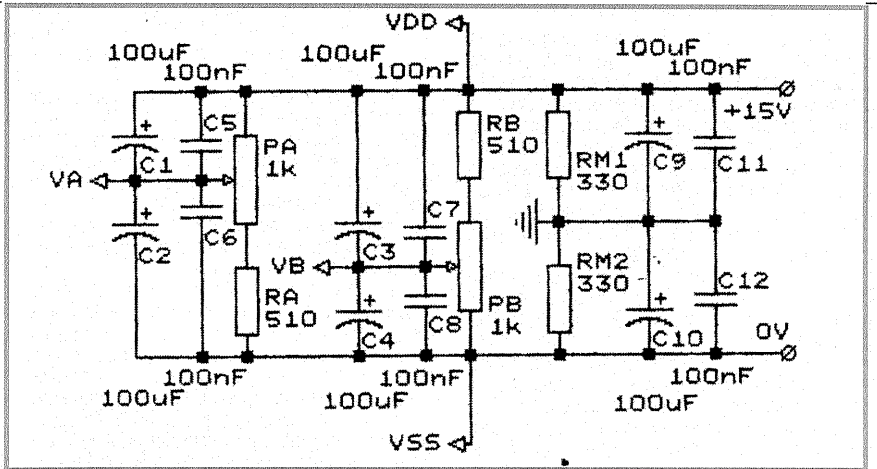 VDD
100uF
100nF
100uF
100nF
100uF
100nF
+15V
C5
PA
1k
RB
510
RM1
330
C9
C11
VA
C1
C2
C6
C7
C3
VB
RA
510
C4
C8
PB
1k
RM2
330
C10
C12
0V
100nF
100uF
100nF
100uF
100nF
100uF
VSS